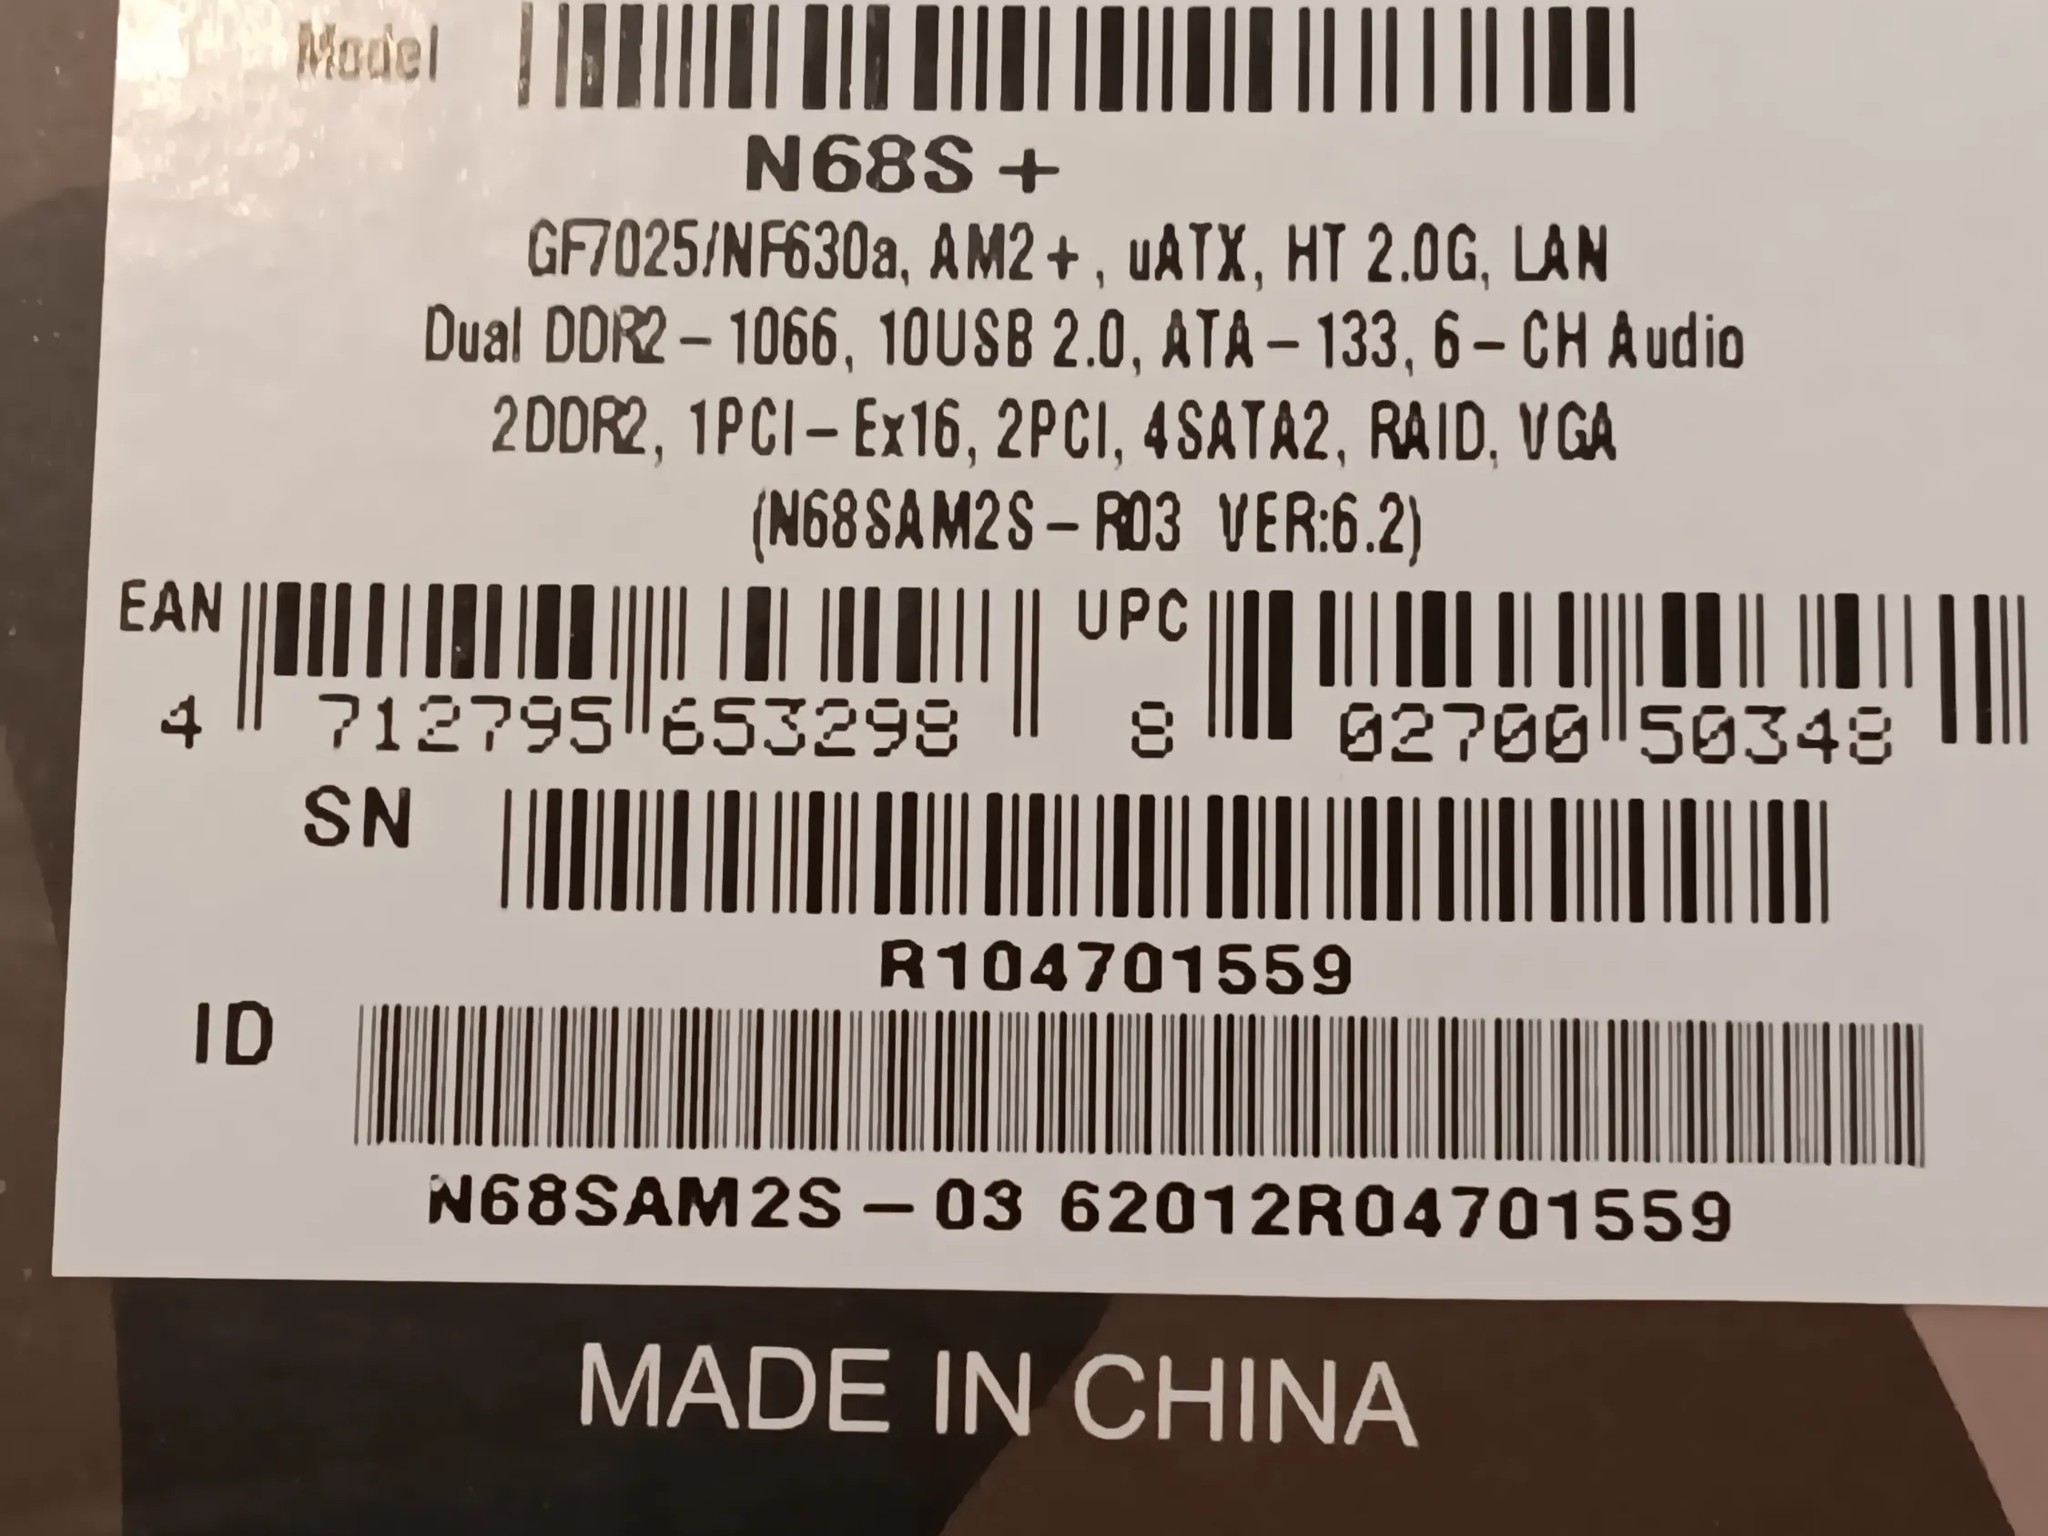 Model
N68S +
GF7025/NF630a, AM2+, uATX, HT 2.0G, LAN
Dual DDR2-1066, 10USB 2.0, ATA-133, 6-CH Audio
2DDR2, 1PCI-Ex16, 2PCI, 4SATA2, RAID, VGA
(N68SAM2S-R03 VER:6.2)
EAN
4 712795 653298
UPC
8 02700 50348
SN
R104701559
ID
N68SAM2S-03 62012R04701559
MADE IN CHINA